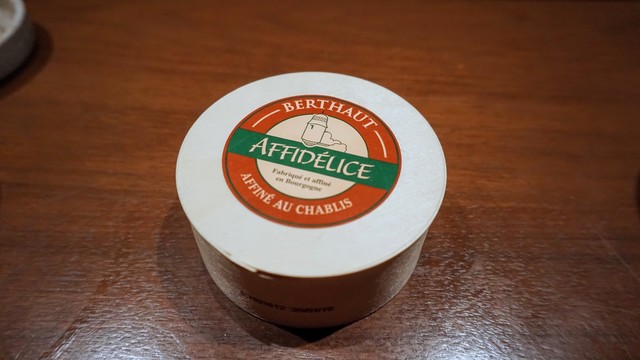 BERTHAUT
AFFIDÉLICE
Fabriqué et affiné
en Bourgogne
AFFINÉ AU CHABLIS